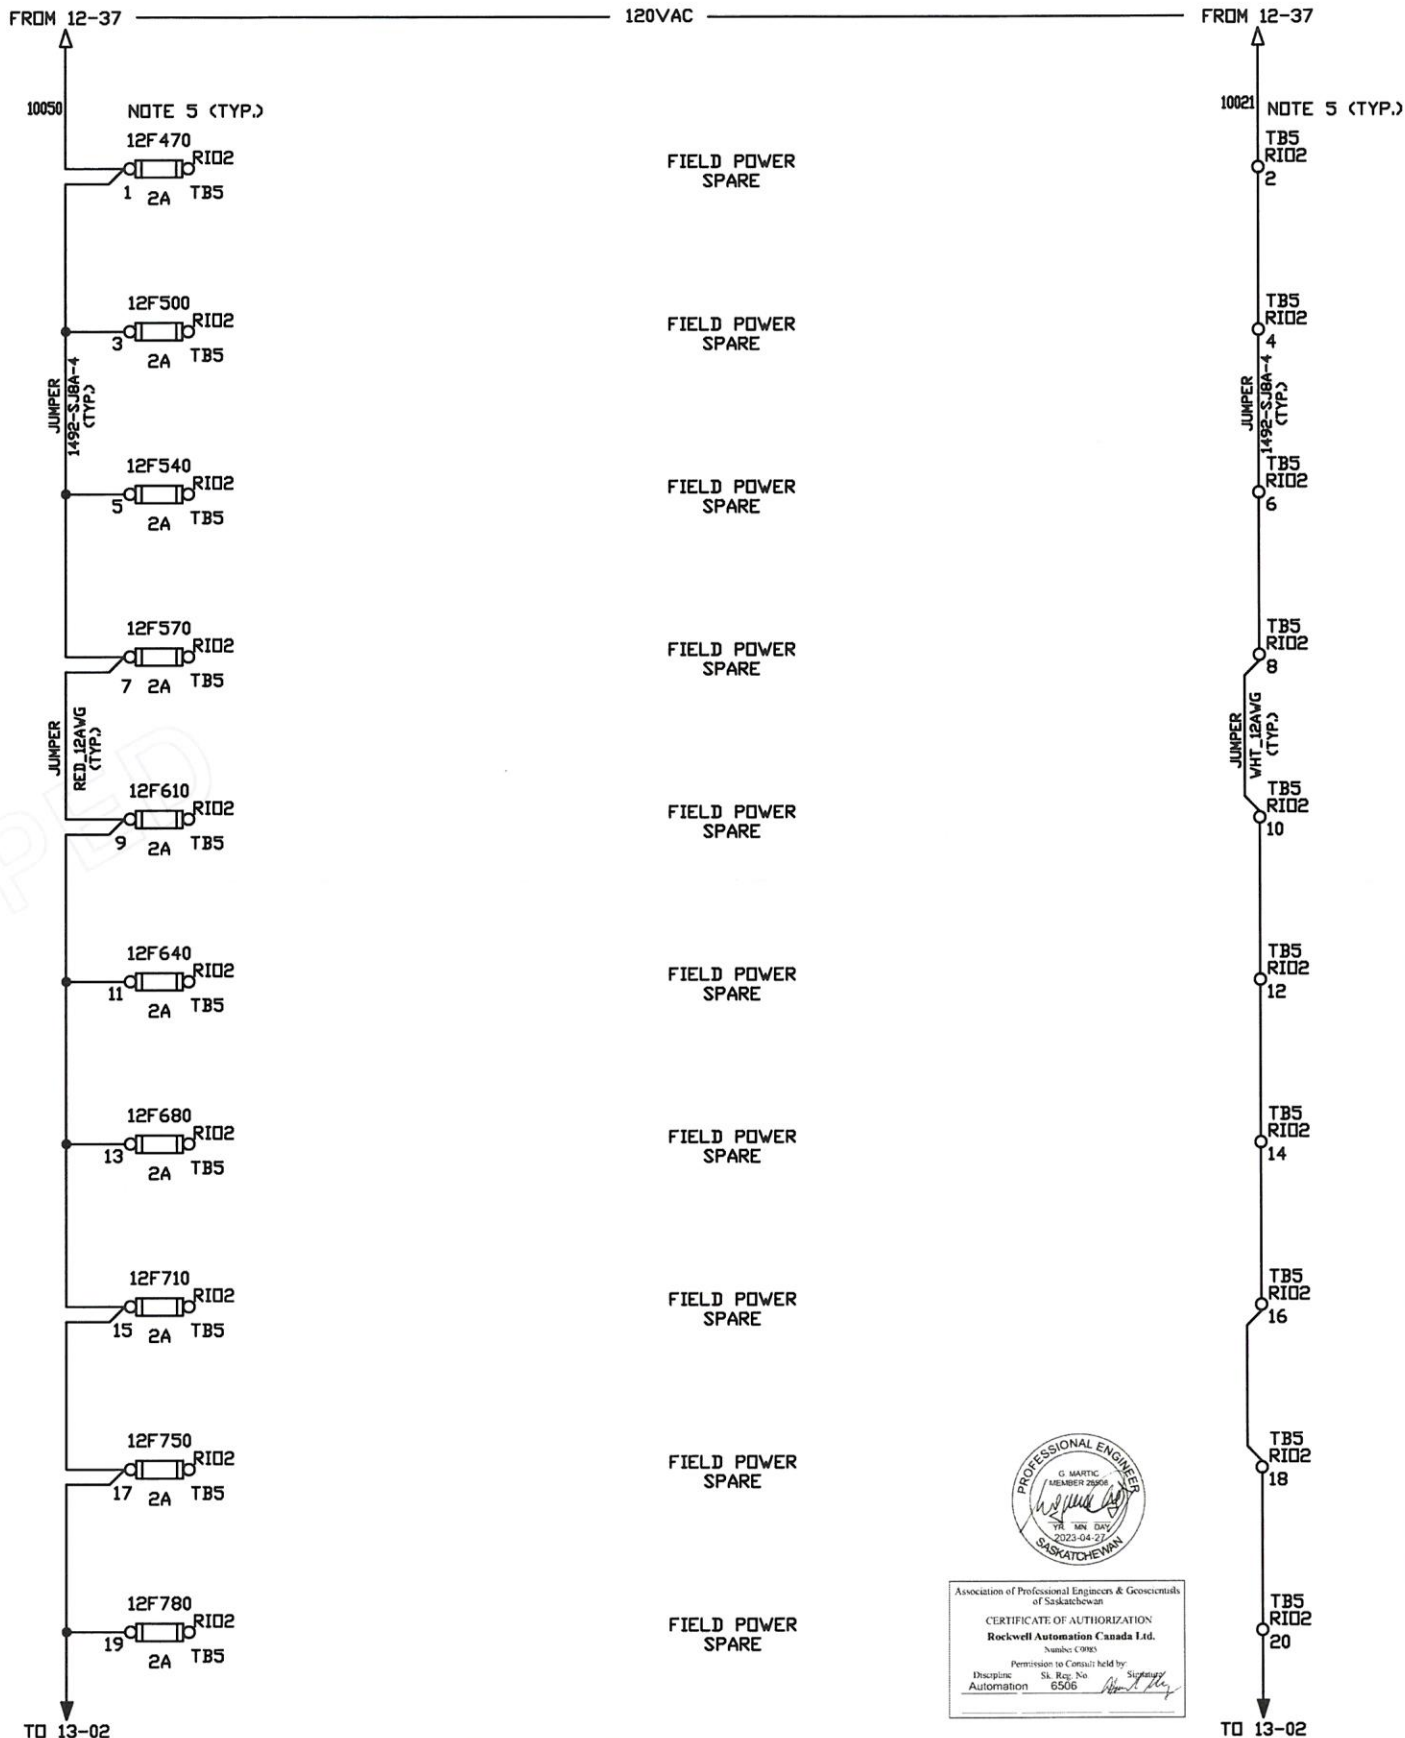 FROM 12-37 120VAC FROM 12-37
10050 NOTE 5 (TYP.) 10021 NOTE 5 (TYP.)
12F470 RIO2 FIELD POWER TB5
1 2A TB5 SPARE RIO2
2
12F500 RIO2 FIELD POWER TB5
3 2A TB5 SPARE RIO2
4
JUMPER JUMPER
1492-SJ8A-4 1492-SJ8A-4
(TYP.) (TYP.)
12F540 RIO2 FIELD POWER TB5
5 2A TB5 SPARE RIO2
6
12F570 RIO2 FIELD POWER TB5
7 2A TB5 SPARE RIO2
8
JUMPER JUMPER
RED_12AWG WHT_12AWG
(TYP.) (TYP.)
12F610 RIO2 FIELD POWER TB5
9 2A TB5 SPARE RIO2
10
12F640 RIO2 FIELD POWER TB5
11 2A TB5 SPARE RIO2
12
12F680 RIO2 FIELD POWER TB5
13 2A TB5 SPARE RIO2
14
12F710 RIO2 FIELD POWER TB5
15 2A TB5 SPARE RIO2
16
12F750 RIO2 FIELD POWER TB5
17 2A TB5 SPARE RIO2
18
12F780 RIO2 FIELD POWER TB5
19 2A TB5 SPARE RIO2
20
PROFESSIONAL ENGINEER
G. MARTIC
MEMBER 28508
YR. MN. DAY
2023-04-27
SASKATCHEWAN
Association of Professional Engineers & Geoscientists
of Saskatchewan
CERTIFICATE OF AUTHORIZATION
Rockwell Automation Canada Ltd.
Number C0085
Permission to Consult held by:
Discipline Sk. Reg. No Signature
Automation 6506
TO 13-02 TO 13-02
PED